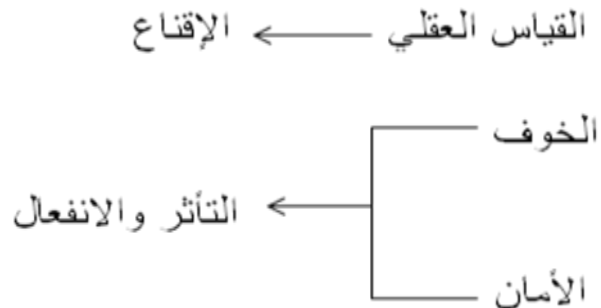 القياس العقلي ← الإقناع
الخوف
التأثر والانفعال
الأمان